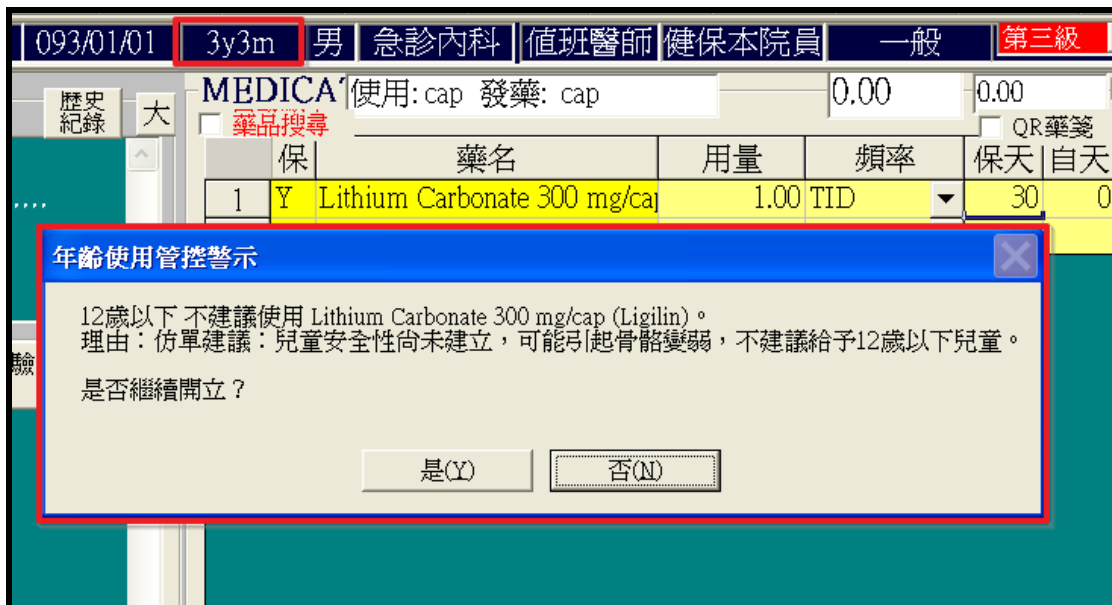 093/01/01 3y3m 男 急診內科 值班醫師 健保本院員 一般 第三級
歷史紀錄 大 MEDICAT 使用: cap 發藥: cap 0.00 0.00
藥品搜尋 QR藥箋
保 藥名 用量 頻率 保天 自天
1 Y Lithium Carbonate 300 mg/cap 1.00 TID 30 0
,,,,
年齡使用管控警示
12歲以下 不建議使用 Lithium Carbonate 300 mg/cap (Ligilin)。
理由：仿單建議：兒童安全性尚未建立，可能引起骨骼變弱，不建議給予12歲以下兒童。
驗
是否繼續開立？
是(Y) 否(N)